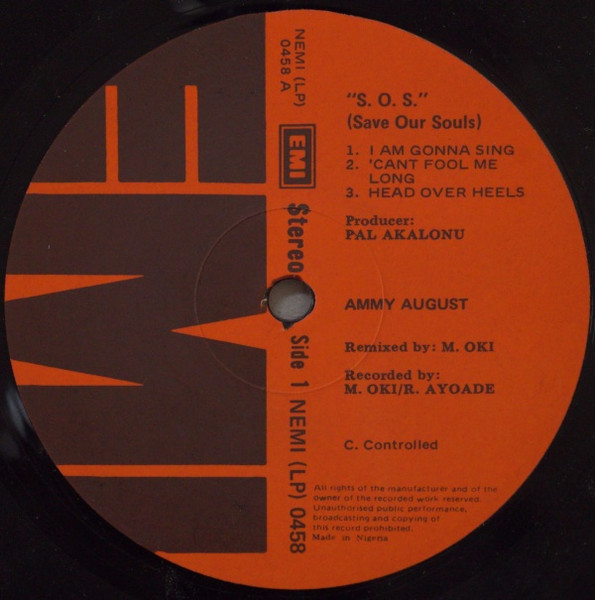 NEMI (LP)
0458 A
EMI
Stereo
Side 1 NEMI (LP) 0458
"S. O. S."
(Save Our Souls)
1. I AM GONNA SING
2. 'CANT FOOL ME
LONG
3. HEAD OVER HEELS
Producer:
PAL AKALONU
AMMY AUGUST
Remixed by: M. OKI
Recorded by:
M. OKI/R. AYOADE
C. Controlled
All rights of the manufacturer and of the
owner of the recorded work reserved.
Unauthorised public performance,
broadcasting and copying of
this record prohibited.
Made in Nigeria
EMI